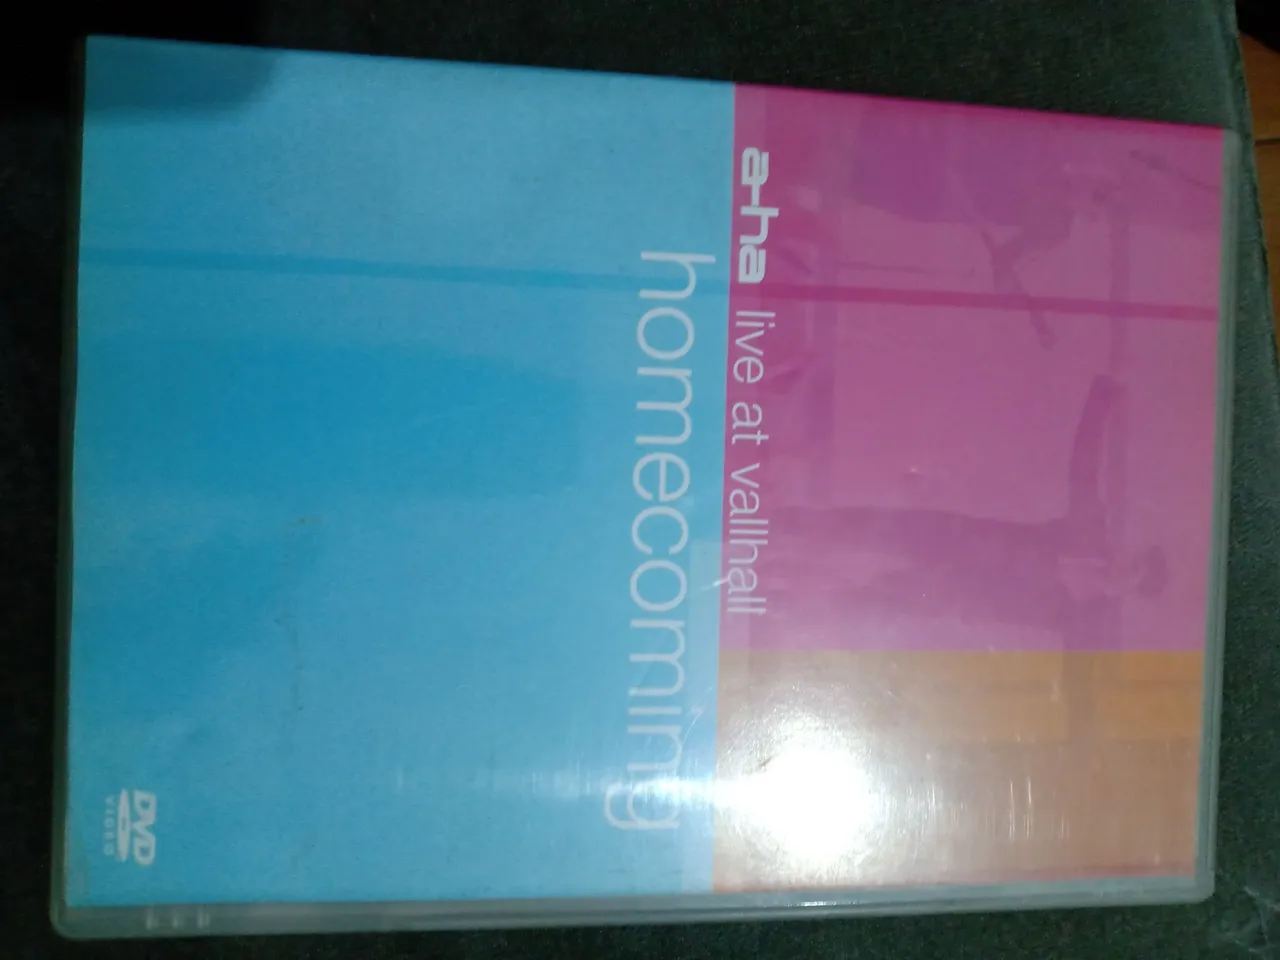 a-ha live at vallhall
homecoming
DVD
VIDEO